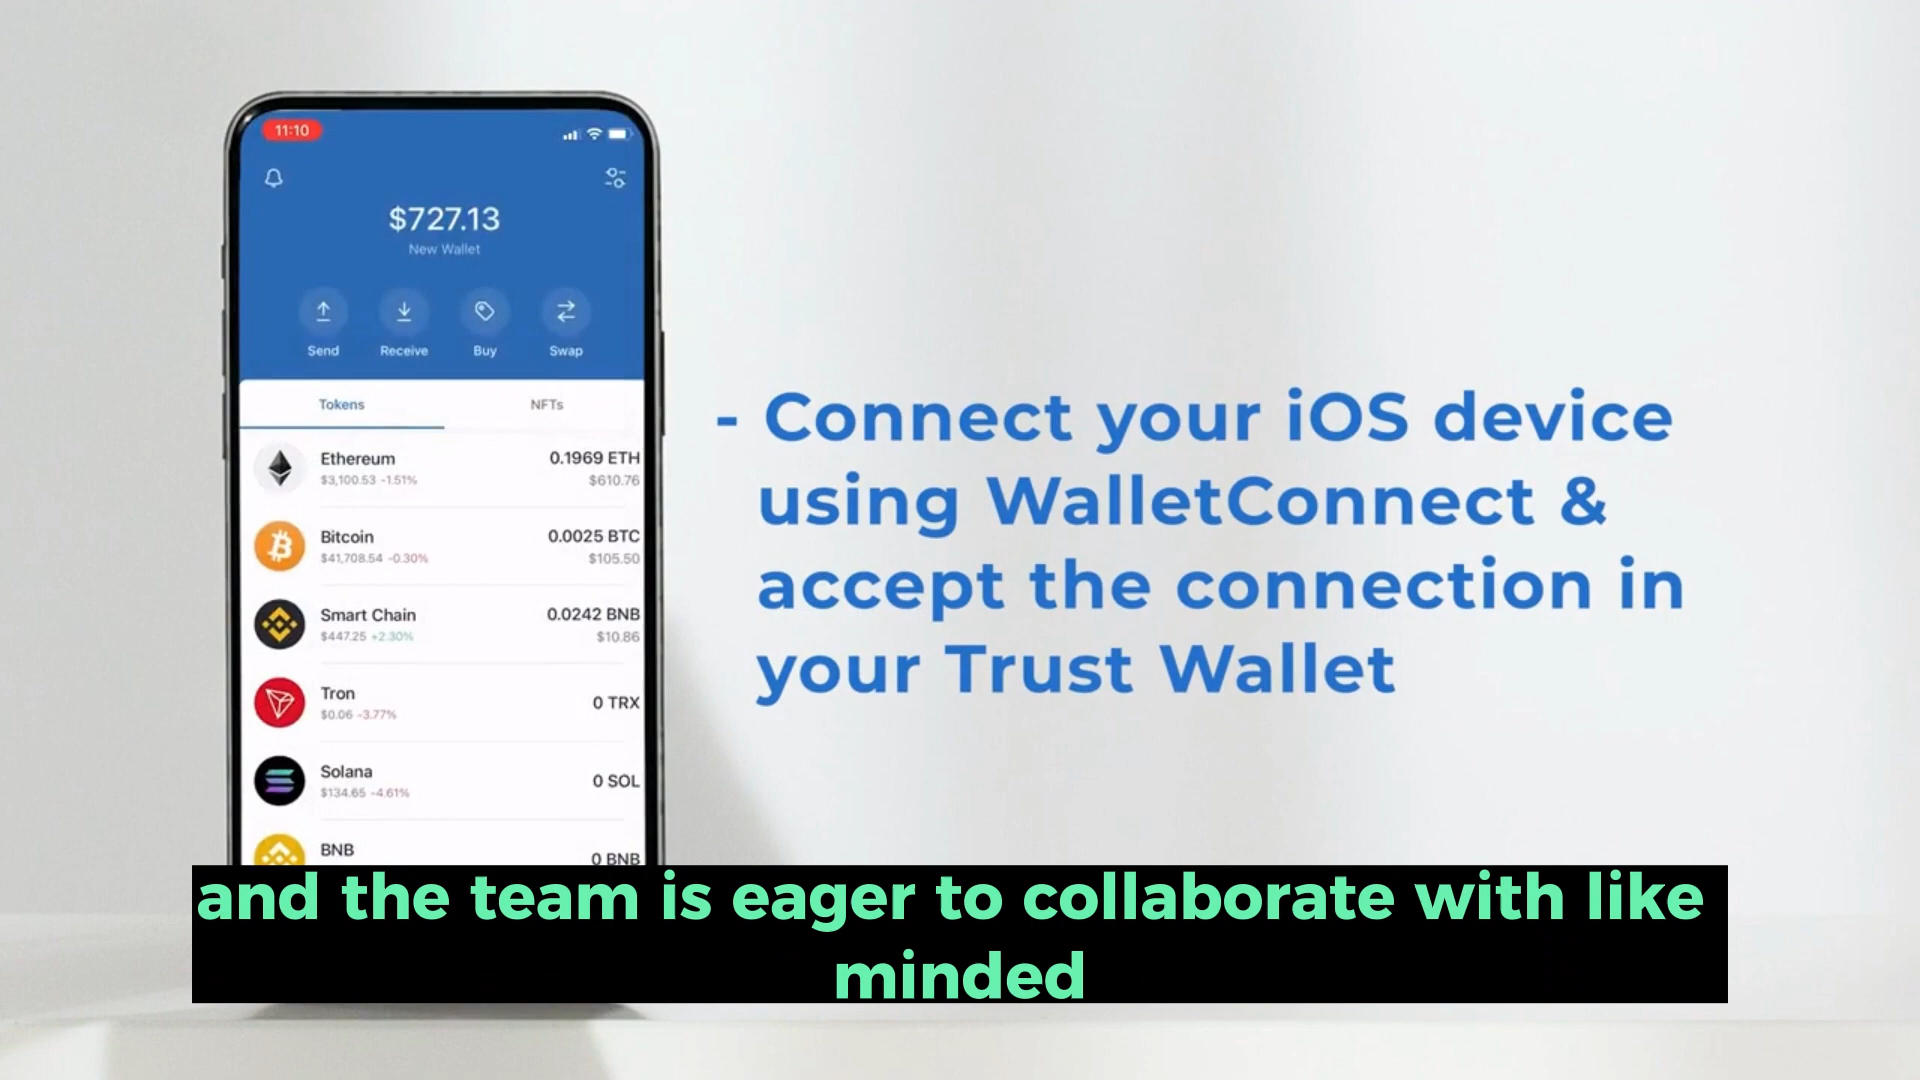 11:10
$727.13
New Wallet
Send Receive Buy Swap
Tokens NFTs
Ethereum 0.1969 ETH
$3,100.53 -1.51% $610.76
Bitcoin 0.0025 BTC
$41,708.54 -0.30% $105.50
Smart Chain 0.0242 BNB
$447.25 +2.30% $10.86
Tron
0 TRX
$0.06 -3.77%
Solana
0 SOL
$134.65 -4.61%
BNB
0 BNB
- Connect your iOS device
using WalletConnect &
accept the connection in
your Trust Wallet
and the team is eager to collaborate with like
minded